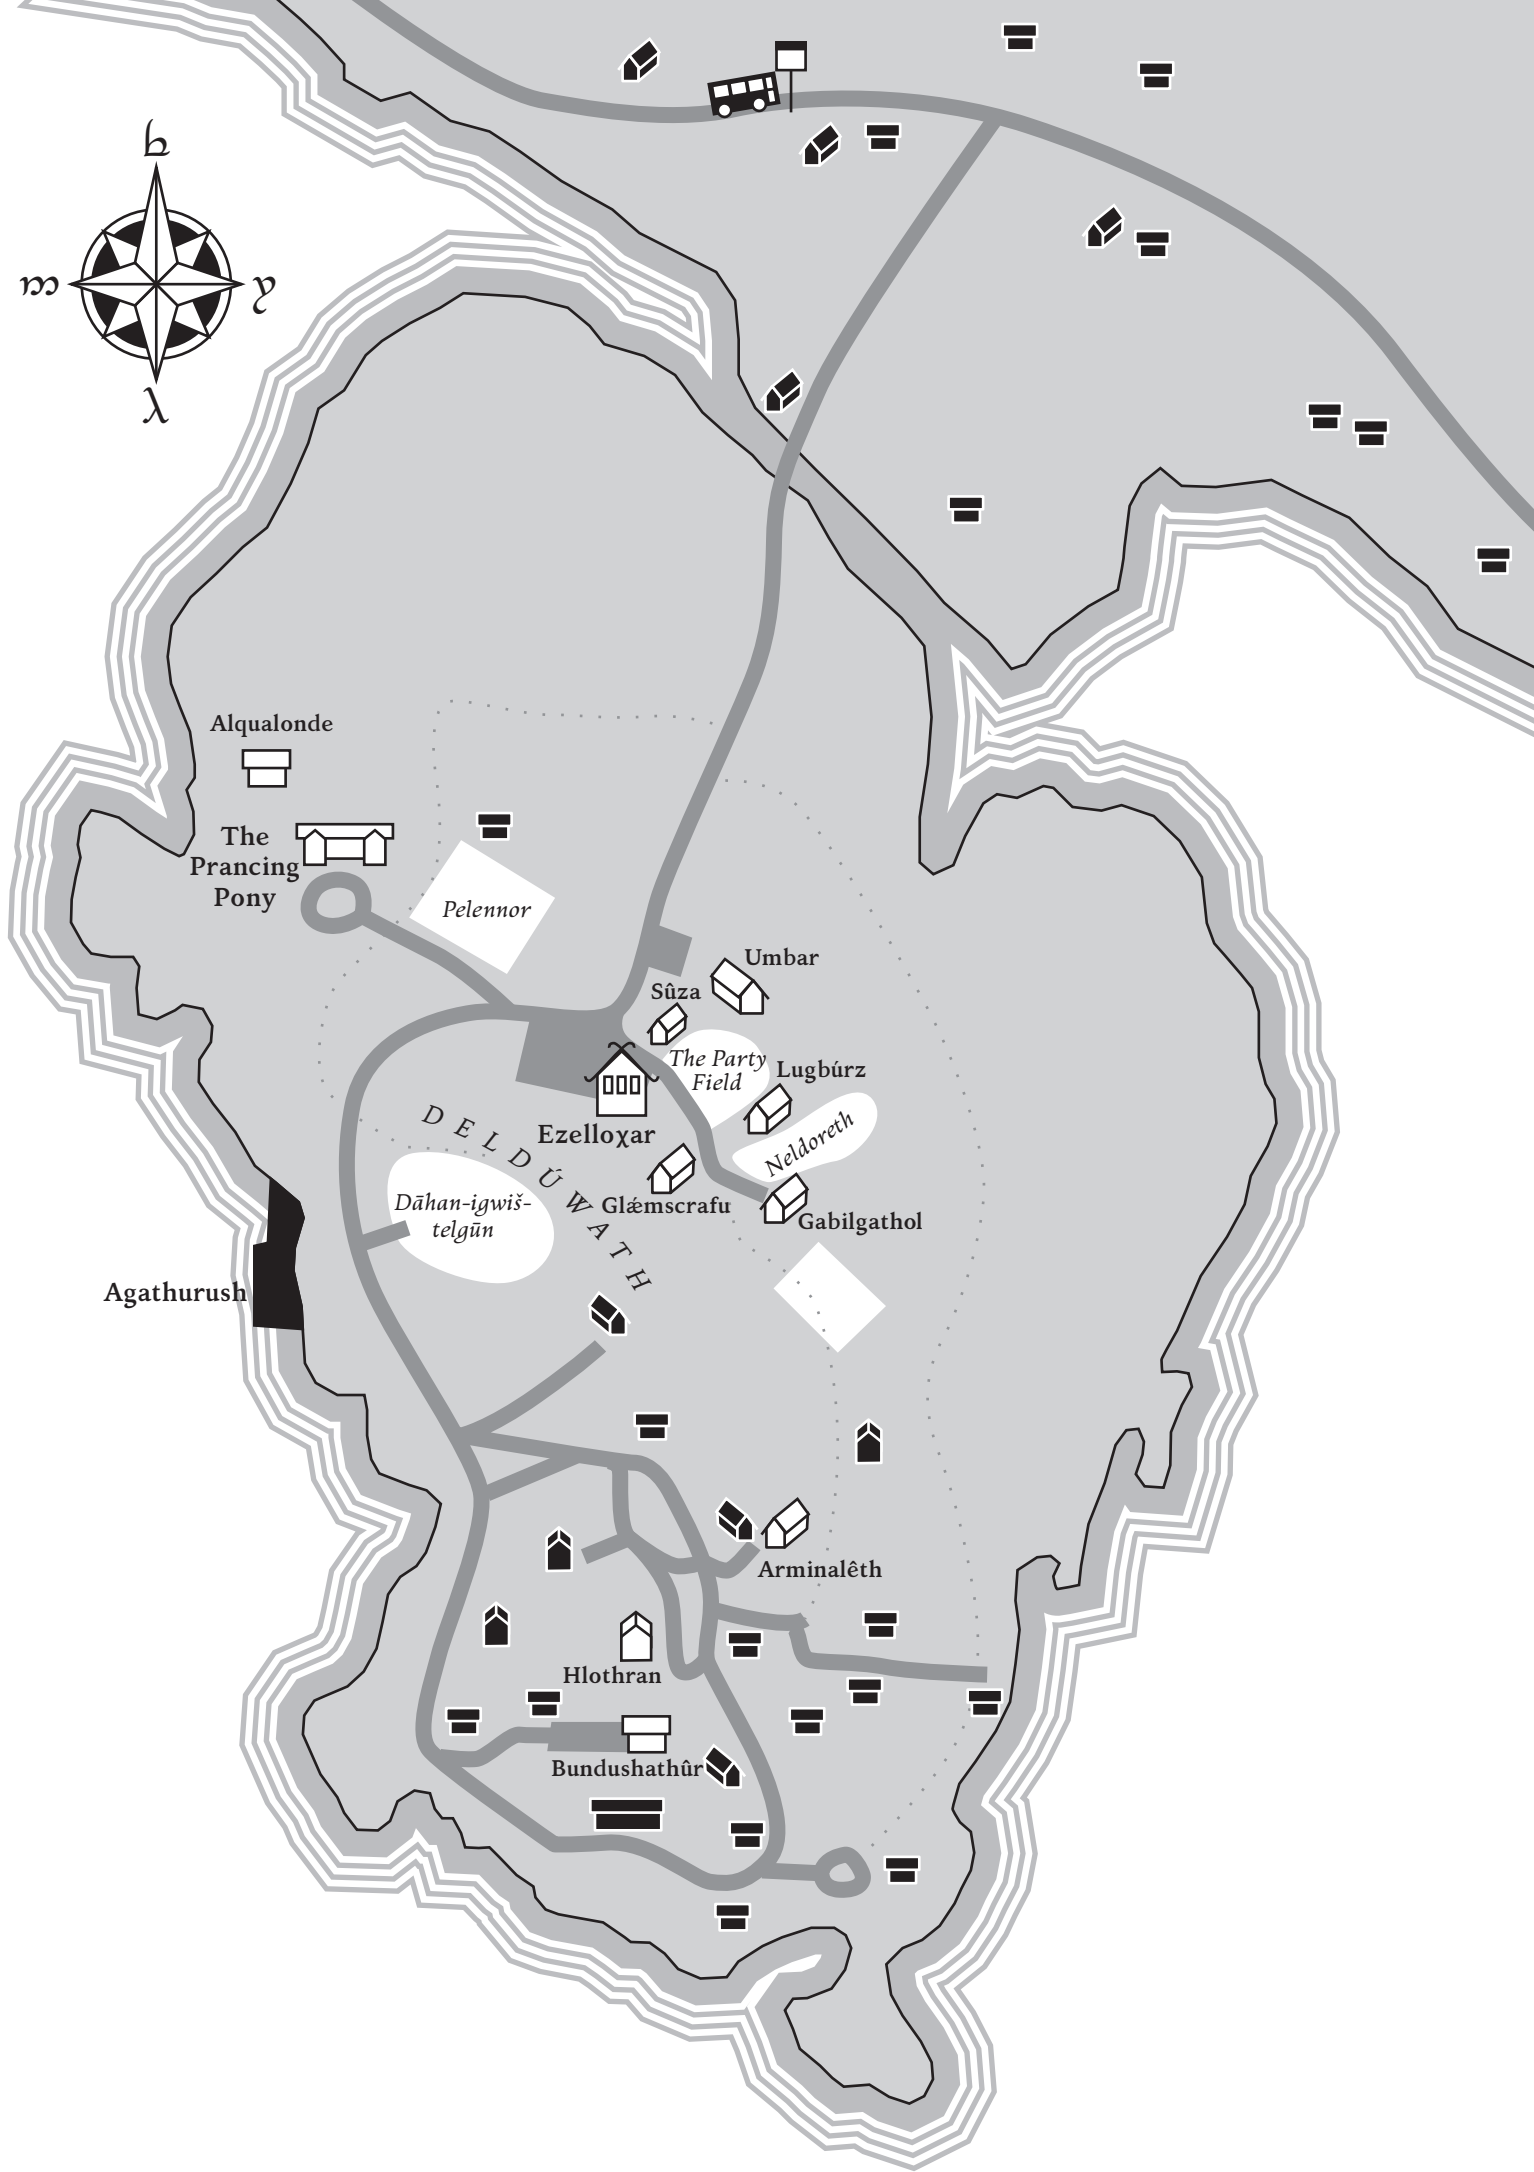 Alqualonde
The
Prancing
Pony
Pelennor
Umbar
Sûza
The Party
Field
Lugbúrz
Ezelloχar
Neldoreth
DELDÚWATH
Dāhan-igwiš-
telgūn
Glǽmscrafu
Gabilgathol
Agathurush
Arminalêth
Hlothran
Bundushathûr